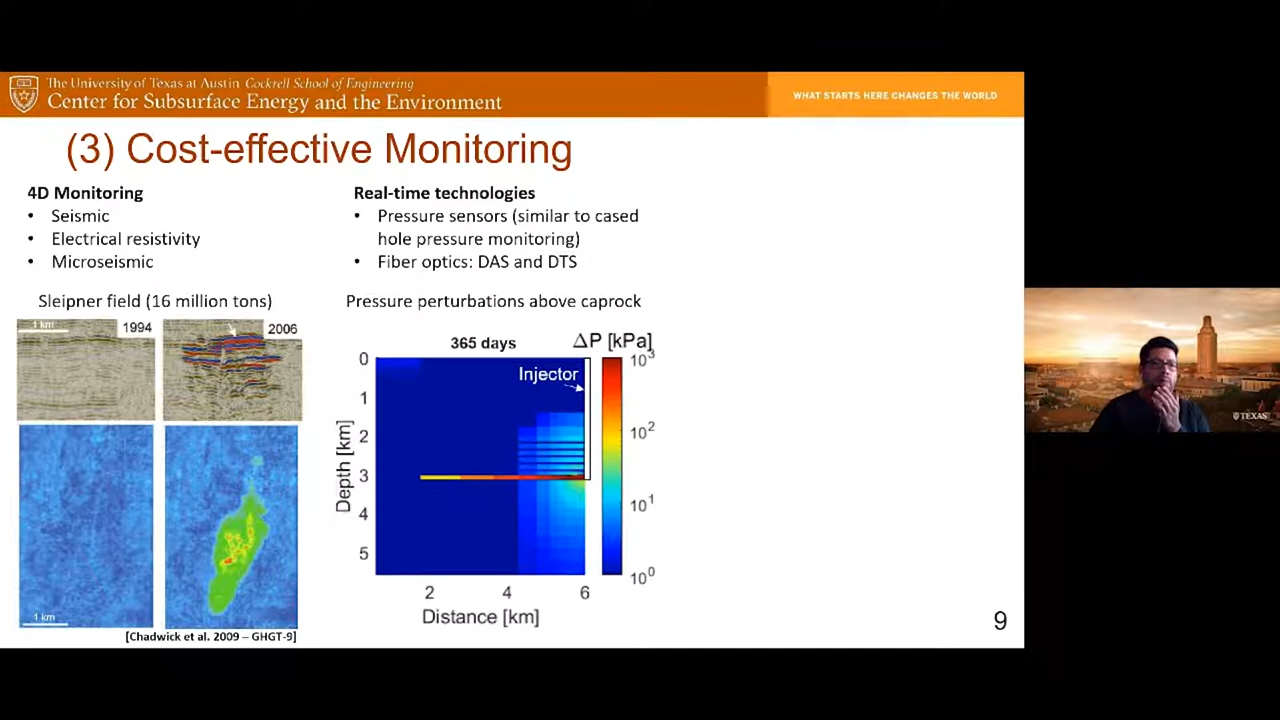 The University of Texas at Austin Cockrell School of Engineering
Center for Subsurface Energy and the Environment
WHAT STARTS HERE CHANGES THE WORLD
(3) Cost-effective Monitoring
4D Monitoring
• Seismic
• Electrical resistivity
• Microseismic
Real-time technologies
• Pressure sensors (similar to cased
hole pressure monitoring)
• Fiber optics: DAS and DTS
Sleipner field (16 million tons)
1 km
1994
2006
1 km
[Chadwick et al. 2009 – GHGT-9]
Pressure perturbations above caprock
365 days
ΔP [kPa]
Injector
0
1
2
3
4
5
Depth [km]
2
4
6
Distance [km]
10³
10²
10¹
10⁰
9
TEXAS